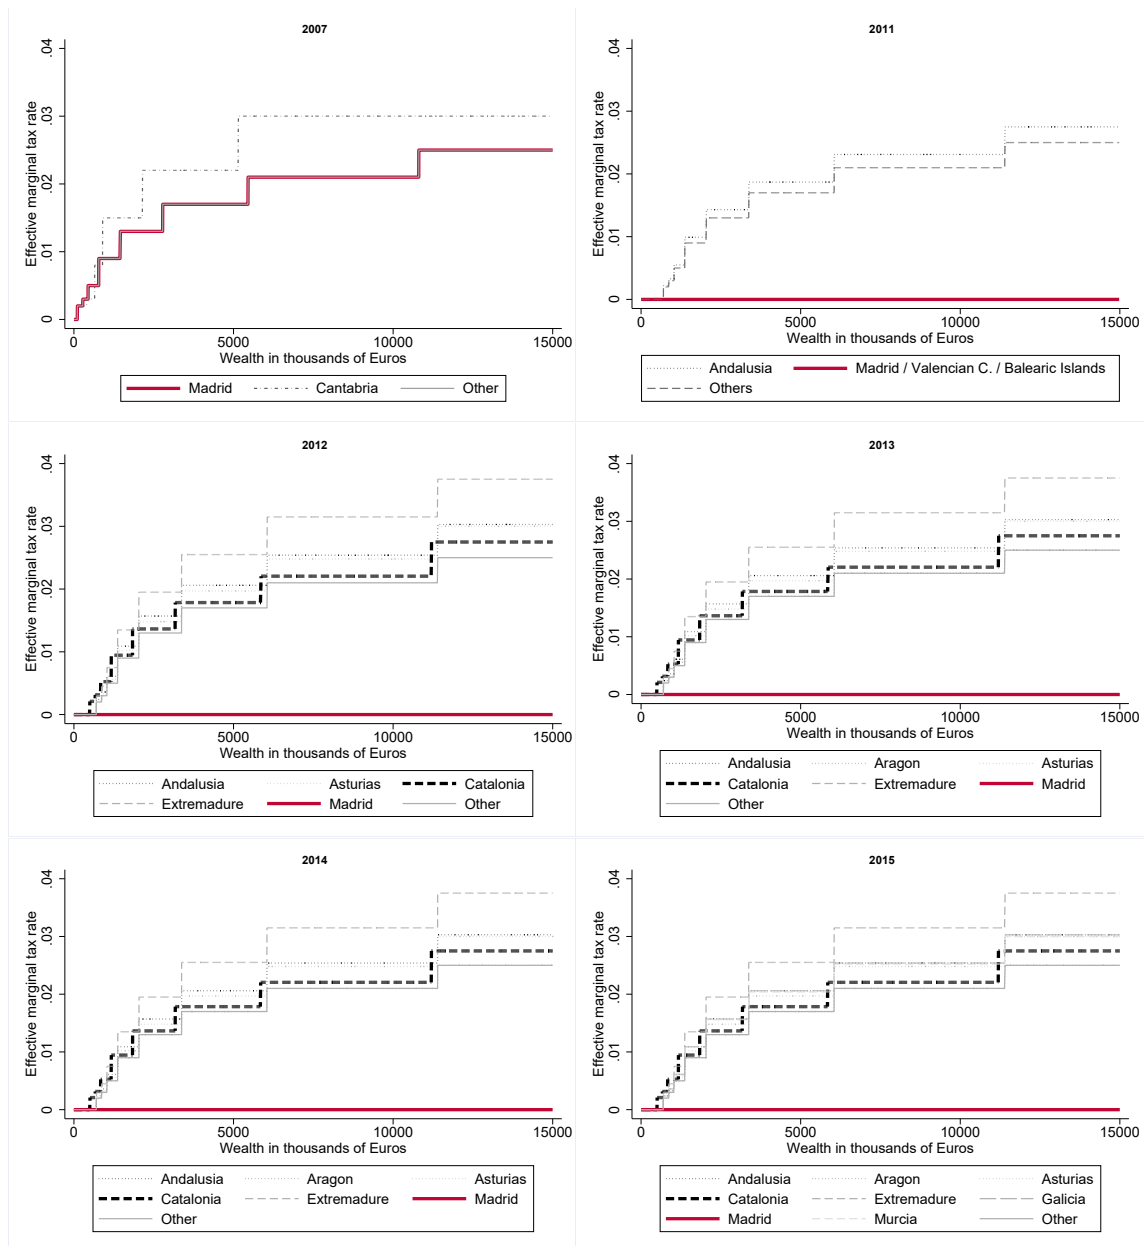 2007
Effective marginal tax rate
.04
.03
.02
.01
0
0 5000 10000 15000
Wealth in thousands of Euros
Madrid Cantabria Other
2011
Effective marginal tax rate
.04
.03
.02
.01
0
0 5000 10000 15000
Wealth in thousands of Euros
Andalusia Madrid / Valencian C. / Balearic Islands
Others
2012
Effective marginal tax rate
.04
.03
.02
.01
0
0 5000 10000 15000
Wealth in thousands of Euros
Andalusia Asturias Catalonia
Extremadure Madrid Other
2013
Effective marginal tax rate
.04
.03
.02
.01
0
0 5000 10000 15000
Wealth in thousands of Euros
Andalusia Aragon Asturias
Catalonia Extremadure Madrid
Other
2014
Effective marginal tax rate
.04
.03
.02
.01
0
0 5000 10000 15000
Wealth in thousands of Euros
Andalusia Aragon Asturias
Catalonia Extremadure Madrid
Other
2015
Effective marginal tax rate
.04
.03
.02
.01
0
0 5000 10000 15000
Wealth in thousands of Euros
Andalusia Aragon Asturias
Catalonia Extremadure Galicia
Madrid Murcia Other